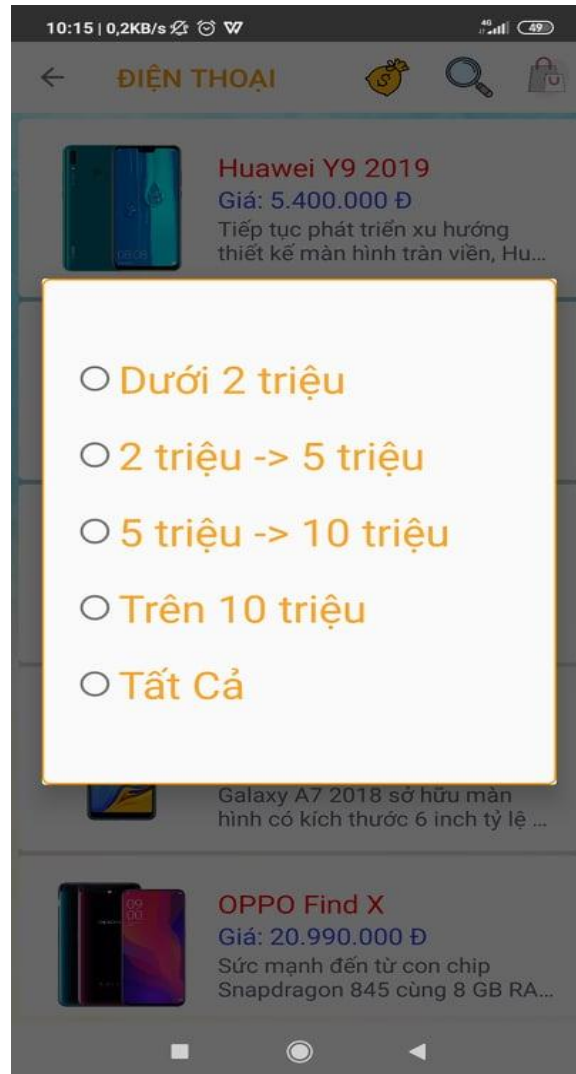 10:15 | 0,2KB/s
4G
49
ĐIỆN THOẠI
Huawei Y9 2019
Giá: 5.400.000 Đ
Tiếp tục phát triển xu hướng
thiết kế màn hình tràn viền, Hu...
Dưới 2 triệu
2 triệu -> 5 triệu
5 triệu -> 10 triệu
Trên 10 triệu
Tất Cả
Galaxy A7 2018 sở hữu màn
hình có kích thước 6 inch tỷ lệ ...
OPPO Find X
Giá: 20.990.000 Đ
Sức mạnh đến từ con chip
Snapdragon 845 cùng 8 GB RA...